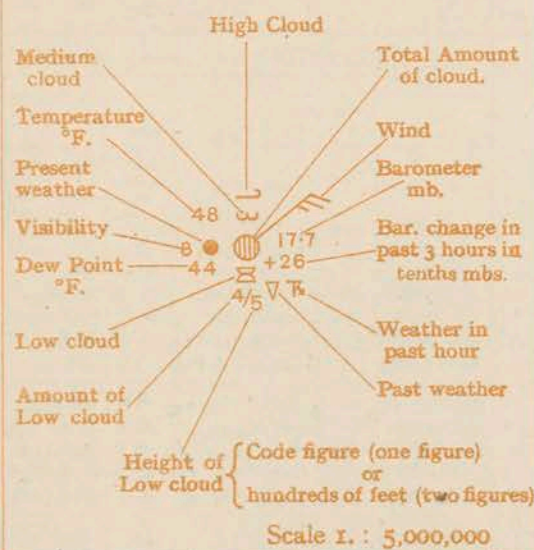 High Cloud
Medium
cloud
Total Amount
of cloud.
Temperature
°F.
Wind
Present
weather
Barometer
mb.
48
Visibility
8
17·7
Bar. change in
past 3 hours in
tenths mbs.
Dew Point
°F.
44
+26
4/5
Low cloud
Weather in
past hour
Amount of
Low cloud
Past weather
Height of
Low cloud
Code figure (one figure)
or
hundreds of feet (two figures)
Scale 1. : 5,000,000